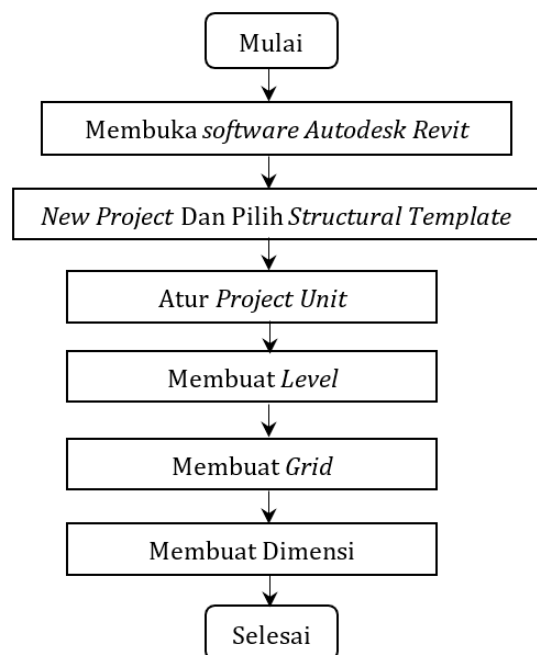 Mulai
Membuka software Autodesk Revit
New Project Dan Pilih Structural Template
Atur Project Unit
Membuat Level
Membuat Grid
Membuat Dimensi
Selesai